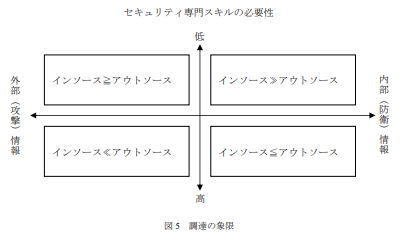 セキュリティ専門スキルの必要性
低
外部（攻撃）情報
インソース≧アウトソース
インソース≫アウトソース
内部（防衛）情報
インソース≪アウトソース
インソース≦アウトソース
高
図 5　調達の象限